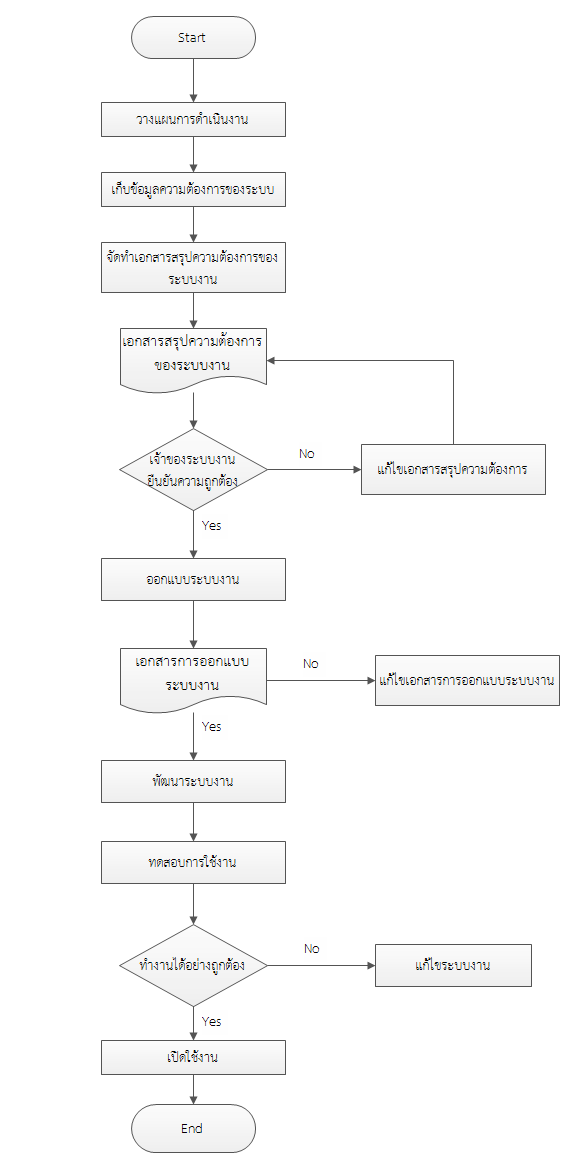 Start
วางแผนการดำเนินงาน
เก็บข้อมูลความต้องการของระบบ
จัดทำเอกสารสรุปความต้องการของ
ระบบงาน
เอกสารสรุปความต้องการ
ของระบบงาน
เจ้าของระบบงาน
ยืนยันความถูกต้อง
No
แก้ไขเอกสารสรุปความต้องการ
Yes
ออกแบบระบบงาน
เอกสารการออกแบบ
ระบบงาน
No
แก้ไขเอกสารการออกแบบระบบงาน
Yes
พัฒนาระบบงาน
ทดสอบการใช้งาน
ทำงานได้อย่างถูกต้อง
No
แก้ไขระบบงาน
Yes
เปิดใช้งาน
End